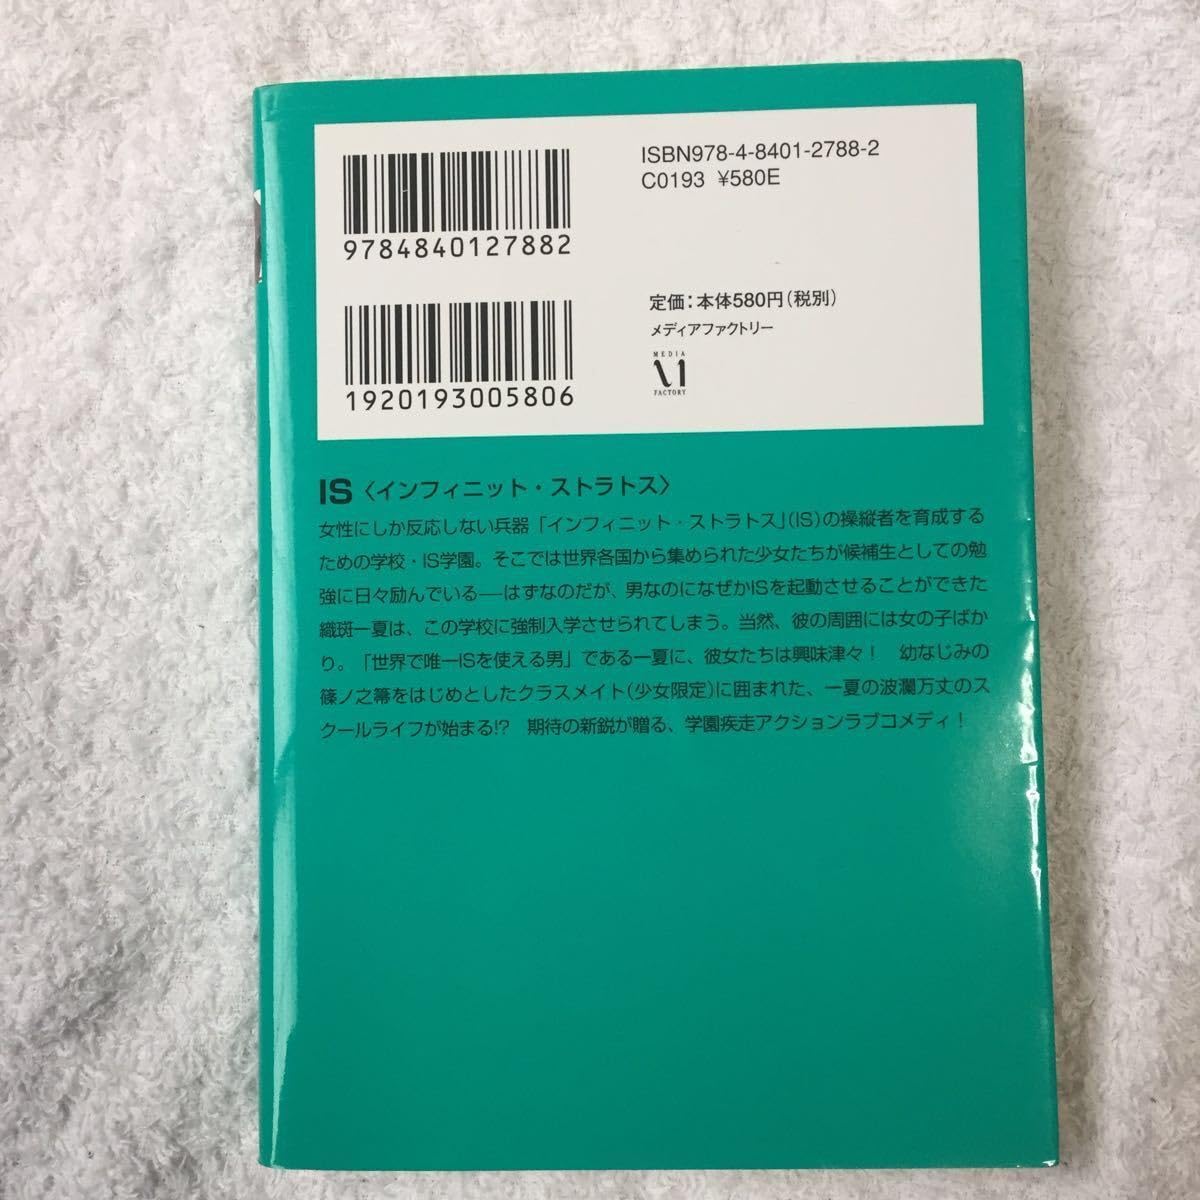 ISBN978-4-8401-2788-2
C0193 ¥580E
9784840127882
定価：本体580円（税別）
メディアファクトリー
MEDIA
FACTORY
1920193005806
IS〈インフィニット・ストラトス〉
女性にしか反応しない兵器「インフィニット・ストラトス」（IS）の操縦者を育成する
ための学校・IS学園。そこでは世界各国から集められた少女たちが候補生としての勉
強に日々励んでいる――はずなのだが、男なのになぜかISを起動させることができた
織斑一夏は、この学校に強制入学させられてしまう。当然、彼の周囲には女の子ばか
り。「世界で唯一ISを使える男」である一夏に、彼女たちは興味津々！　幼なじみの
篠ノ之箒をはじめとしたクラスメイト（少女限定）に囲まれた、一夏の波瀾万丈のス
クールライフが始まる!?　期待の新鋭が贈る、学園疾走アクションラブコメディ！